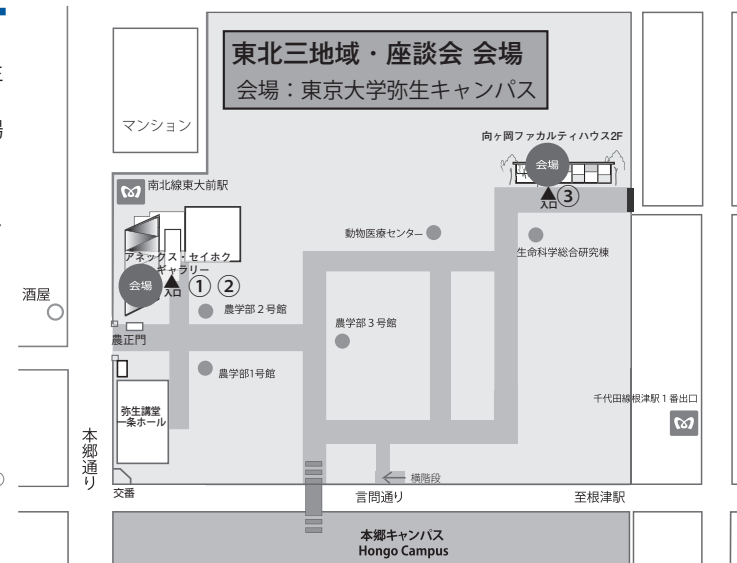 東北三地域・座談会 会場
会場：東京大学弥生キャンパス
マンション
向ヶ岡ファカルティハウス2F
会場
入口
③
南北線東大前駅
動物医療センター
生命科学総合研究棟
アネックス・セイホク
ギャラリー
会場
入口
① ②
酒屋
農学部２号館
農学部３号館
農正門
農学部1号館
弥生講堂
一条ホール
千代田線根津駅１番出口
本郷通り
横階段
交番
言問通り
至根津駅
本郷キャンパス
Hongo Campus